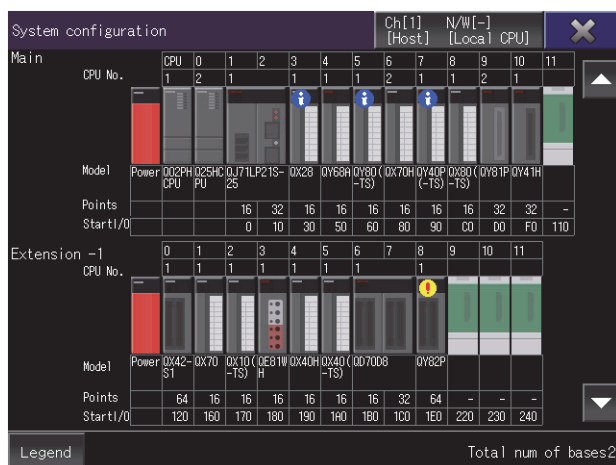 System configuration
Ch[1] N/W[-]
[Host] [Local CPU]
Main
CPU 0 1 2 3 4 5 6 7 8 9 10 11
CPU No. 1 2 1 1 1 1 2 1 1 2 1
Model Power Q02PH Q25HC QJ71LP21S- QX28 QY68A QY80( QX70H QY40P QX80( QY81P QY41H
CPU PU 25 -TS) (-TS) -TS)
Points 16 32 16 16 16 16 16 16 32 32 -
StartI/O 0 10 30 50 60 80 90 C0 D0 F0 110
Extension -1
0 1 2 3 4 5 6 7 8 9 10 11
CPU No. 1 1 1 1 1 1 1 1
Model Power QX42- QX70 QX10( QE81W QX40H QX40( QD70D8 QY82P
S1 -TS) H -TS)
Points 64 16 16 16 16 16 16 32 64 - - -
StartI/O 120 160 170 180 190 1A0 1B0 1C0 1E0 220 230 240
Legend
Total num of bases2